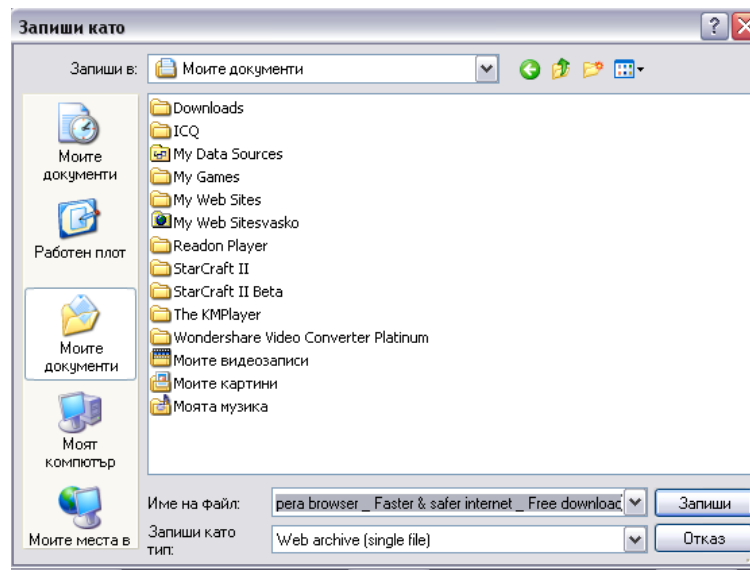 Запиши като
Запиши в: Моите документи
Моите
документи
Работен плот
Моите
документи
Моят
компютър
Моите места в
Downloads
ICQ
My Data Sources
My Games
My Web Sites
My Web Sitesvasko
Readon Player
StarCraft II
StarCraft II Beta
The KMPlayer
Wondershare Video Converter Platinum
Моите видеозаписи
Моите картини
Моята музика
Име на файл: pera browser _ Faster & safer internet _ Free download Запиши
Запиши като
тип: Web archive (single file) Отказ